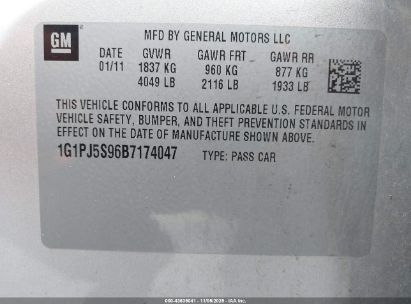 GM
MFD BY GENERAL MOTORS LLC
DATE GVWR GAWR FRT GAWR RR
01/11 1837 KG 960 KG 877 KG
4049 LB 2116 LB 1933 LB
THIS VEHICLE CONFORMS TO ALL APPLICABLE U.S. FEDERAL MOTOR
VEHICLE SAFETY, BUMPER, AND THEFT PREVENTION STANDARDS IN
EFFECT ON THE DATE OF MANUFACTURE SHOWN ABOVE.
1G1PJ5S96B7174047 TYPE: PASS CAR